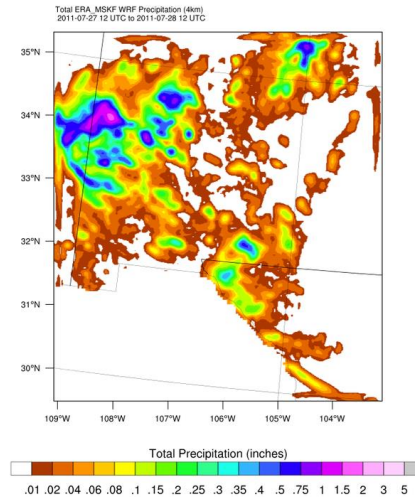 Total ERA_MSKF WRF Precipitation (4km)
2011-07-27 12 UTC to 2011-07-28 12 UTC
35°N
34°N
33°N
32°N
31°N
30°N
109°W 108°W 107°W 106°W 105°W 104°W
Total Precipitation (inches)
.01 .02 .04 .06 .08 .1 .15 .2 .25 .3 .35 .4 .5 .75 1 1.5 2 3 5